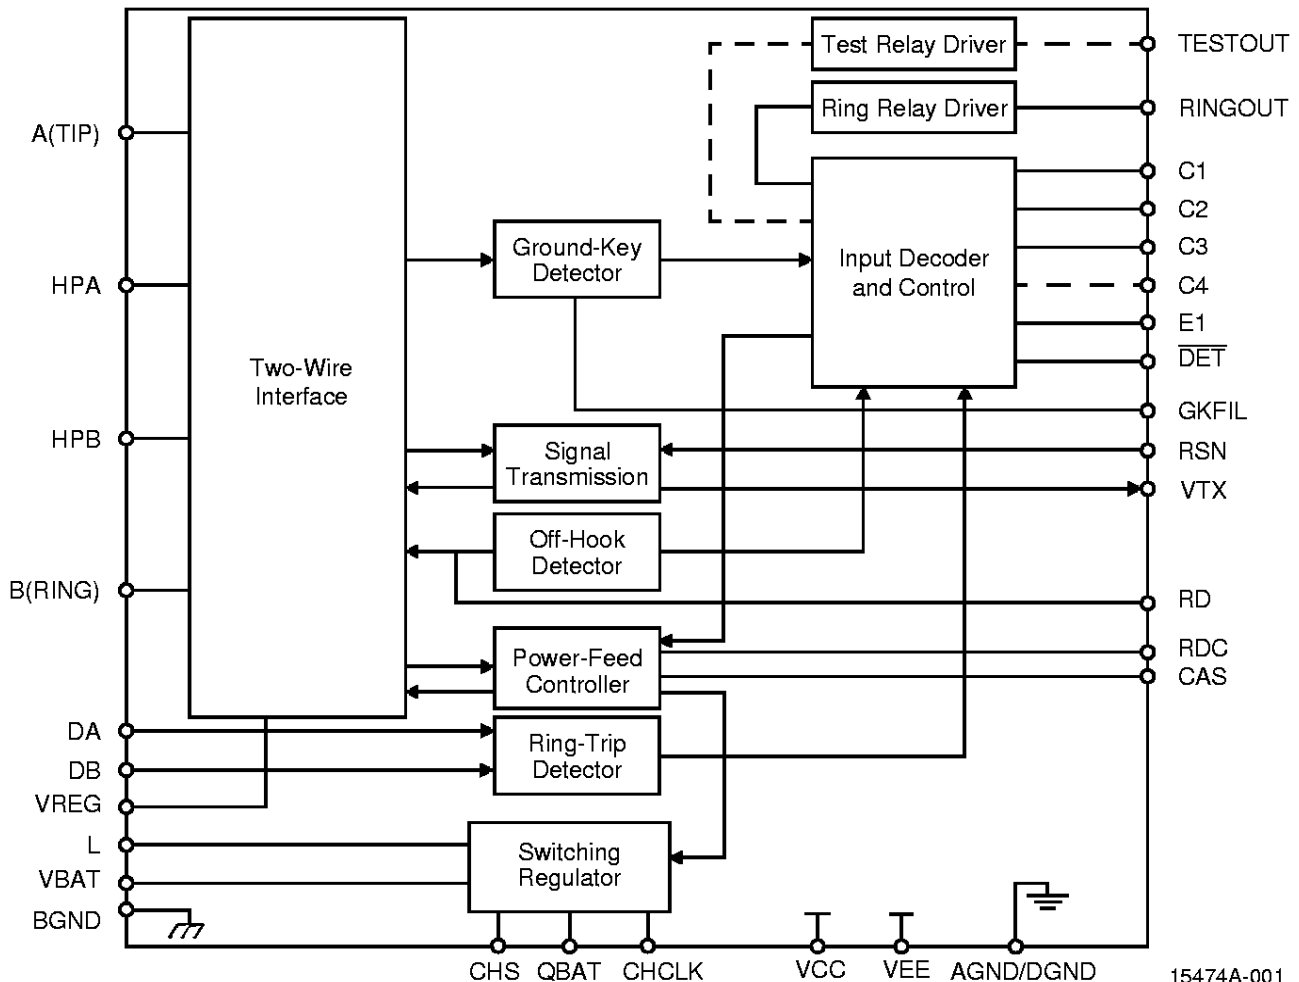 Test Relay Driver
TESTOUT
Ring Relay Driver
RINGOUT
A(TIP)
C1
C2
C3
C4
E1
DET
Input Decoder
and Control
Ground-Key
Detector
HPA
Two-Wire
Interface
GKFIL
HPB
Signal
Transmission
RSN
VTX
Off-Hook
Detector
B(RING)
RD
Power-Feed
Controller
RDC
CAS
DA
DB
Ring-Trip
Detector
VREG
L
VBAT
BGND
Switching
Regulator
CHS
QBAT
CHCLK
VCC
VEE
AGND/DGND
15474A-001